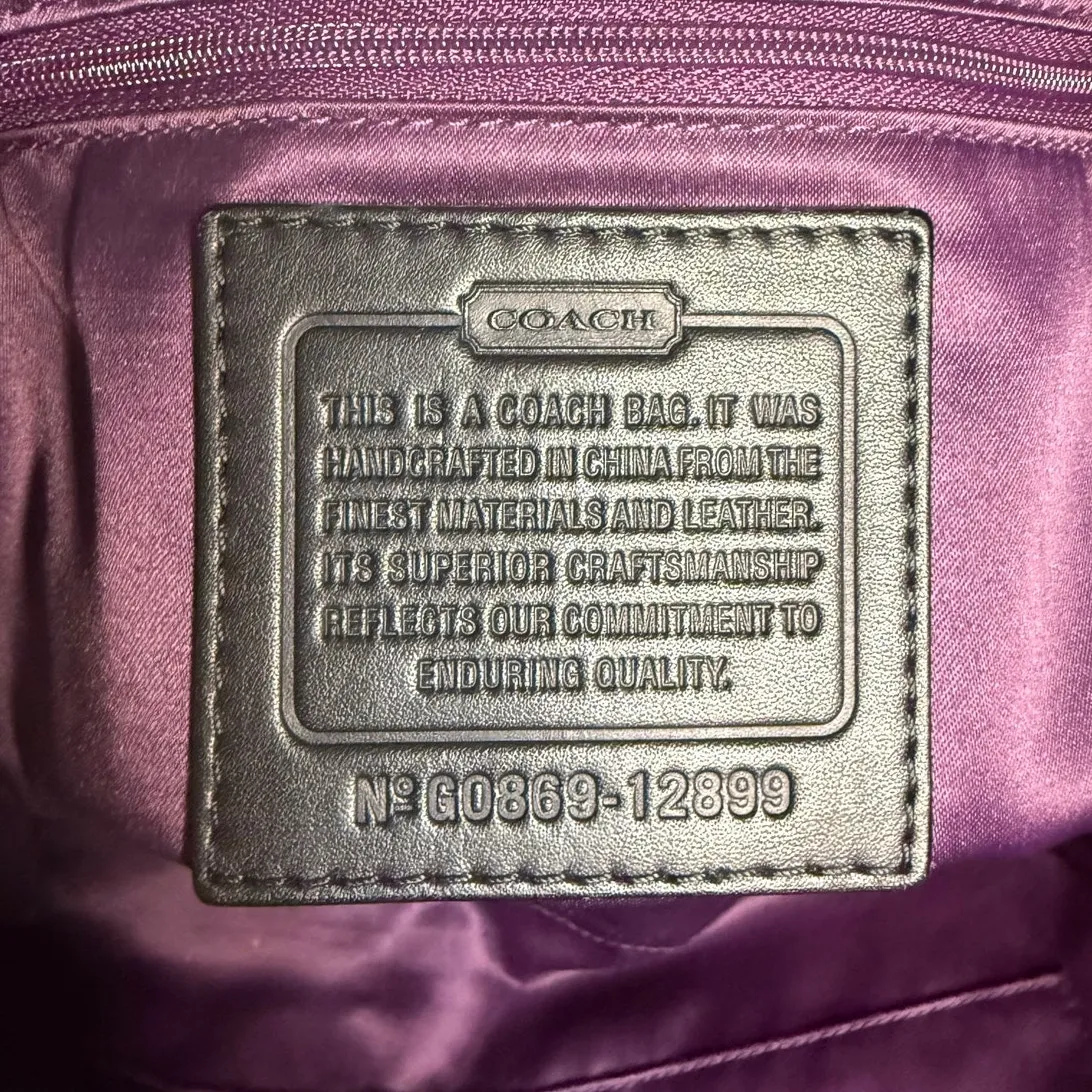 COACH
THIS IS A COACH BAG. IT WAS
HANDCRAFTED IN CHINA FROM THE
FINEST MATERIALS AND LEATHER.
ITS SUPERIOR CRAFTSMANSHIP
REFLECTS OUR COMMITMENT TO
ENDURING QUALITY.
Nº G0869-12899